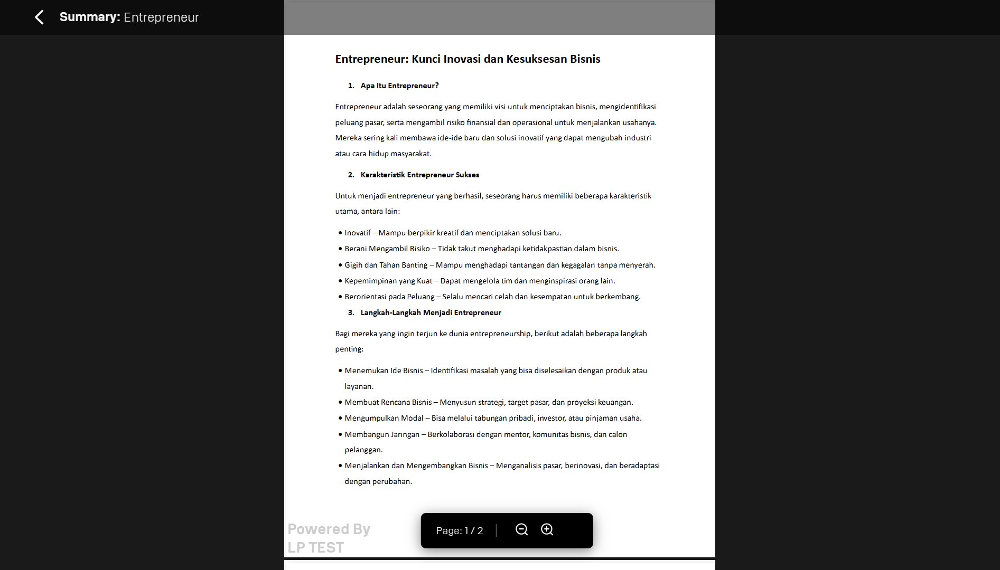 Summary: Entrepreneur
Entrepreneur: Kunci Inovasi dan Kesuksesan Bisnis
1. Apa Itu Entrepreneur?
Entrepreneur adalah seseorang yang memiliki visi untuk menciptakan bisnis, mengidentifikasi
peluang pasar, serta mengambil risiko finansial dan operasional untuk menjalankan usahanya.
Mereka sering kali membawa ide-ide baru dan solusi inovatif yang dapat mengubah industri
atau cara hidup masyarakat.
2. Karakteristik Entrepreneur Sukses
Untuk menjadi entrepreneur yang berhasil, seseorang harus memiliki beberapa karakteristik
utama, antara lain:
• Inovatif – Mampu berpikir kreatif dan menciptakan solusi baru.
• Berani Mengambil Risiko – Tidak takut menghadapi ketidakpastian dalam bisnis.
• Gigih dan Tahan Banting – Mampu menghadapi tantangan dan kegagalan tanpa menyerah.
• Kepemimpinan yang Kuat – Dapat mengelola tim dan menginspirasi orang lain.
• Berorientasi pada Peluang – Selalu mencari celah dan kesempatan untuk berkembang.
3. Langkah-Langkah Menjadi Entrepreneur
Bagi mereka yang ingin terjun ke dunia entrepreneurship, berikut adalah beberapa langkah
penting:
• Menemukan Ide Bisnis – Identifikasi masalah yang bisa diselesaikan dengan produk atau
layanan.
• Membuat Rencana Bisnis – Menyusun strategi, target pasar, dan proyeksi keuangan.
• Mengumpulkan Modal – Bisa melalui tabungan pribadi, investor, atau pinjaman usaha.
• Membangun Jaringan – Berkolaborasi dengan mentor, komunitas bisnis, dan calon
pelanggan.
• Menjalankan dan Mengembangkan Bisnis – Menganalisis pasar, berinovasi, dan beradaptasi
dengan perubahan.
Powered By
LP TEST
Page: 1 / 2